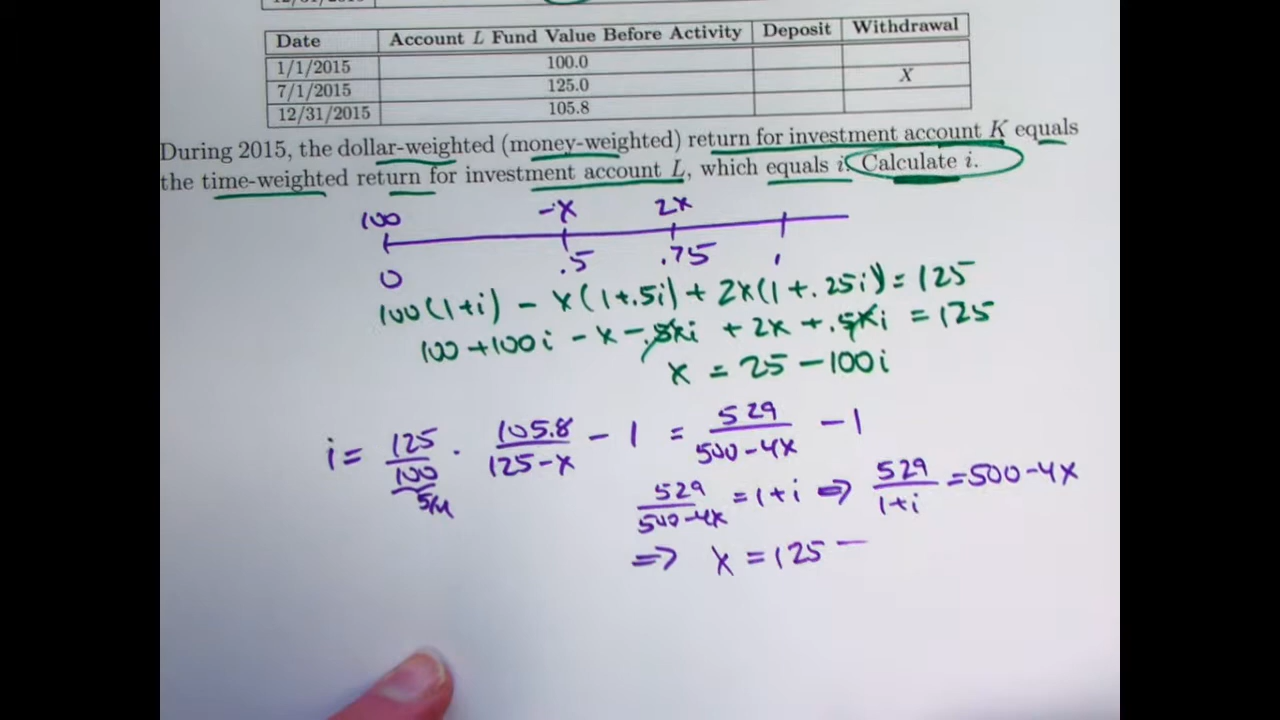 Date Account L Fund Value Before Activity Deposit Withdrawal
1/1/2015 100.0
7/1/2015 125.0 X
12/31/2015 105.8
During 2015, the dollar-weighted (money-weighted) return for investment account K equals
the time-weighted return for investment account L, which equals i. Calculate i.
100 -x 2x
0 .5 .75 1
100(1+i) - x(1+.5i) + 2x(1+.25i) = 125
100 + 100i - x - .5xi + 2x + .5xi = 125
x = 25 - 100i
i = 125/100 · 105.8/(125-x) - 1 = 529/(500-4x) - 1
5/4
529/(500-4x) = 1+i ⇒ 529/(1+i) = 500-4x
⇒ x = 125 -